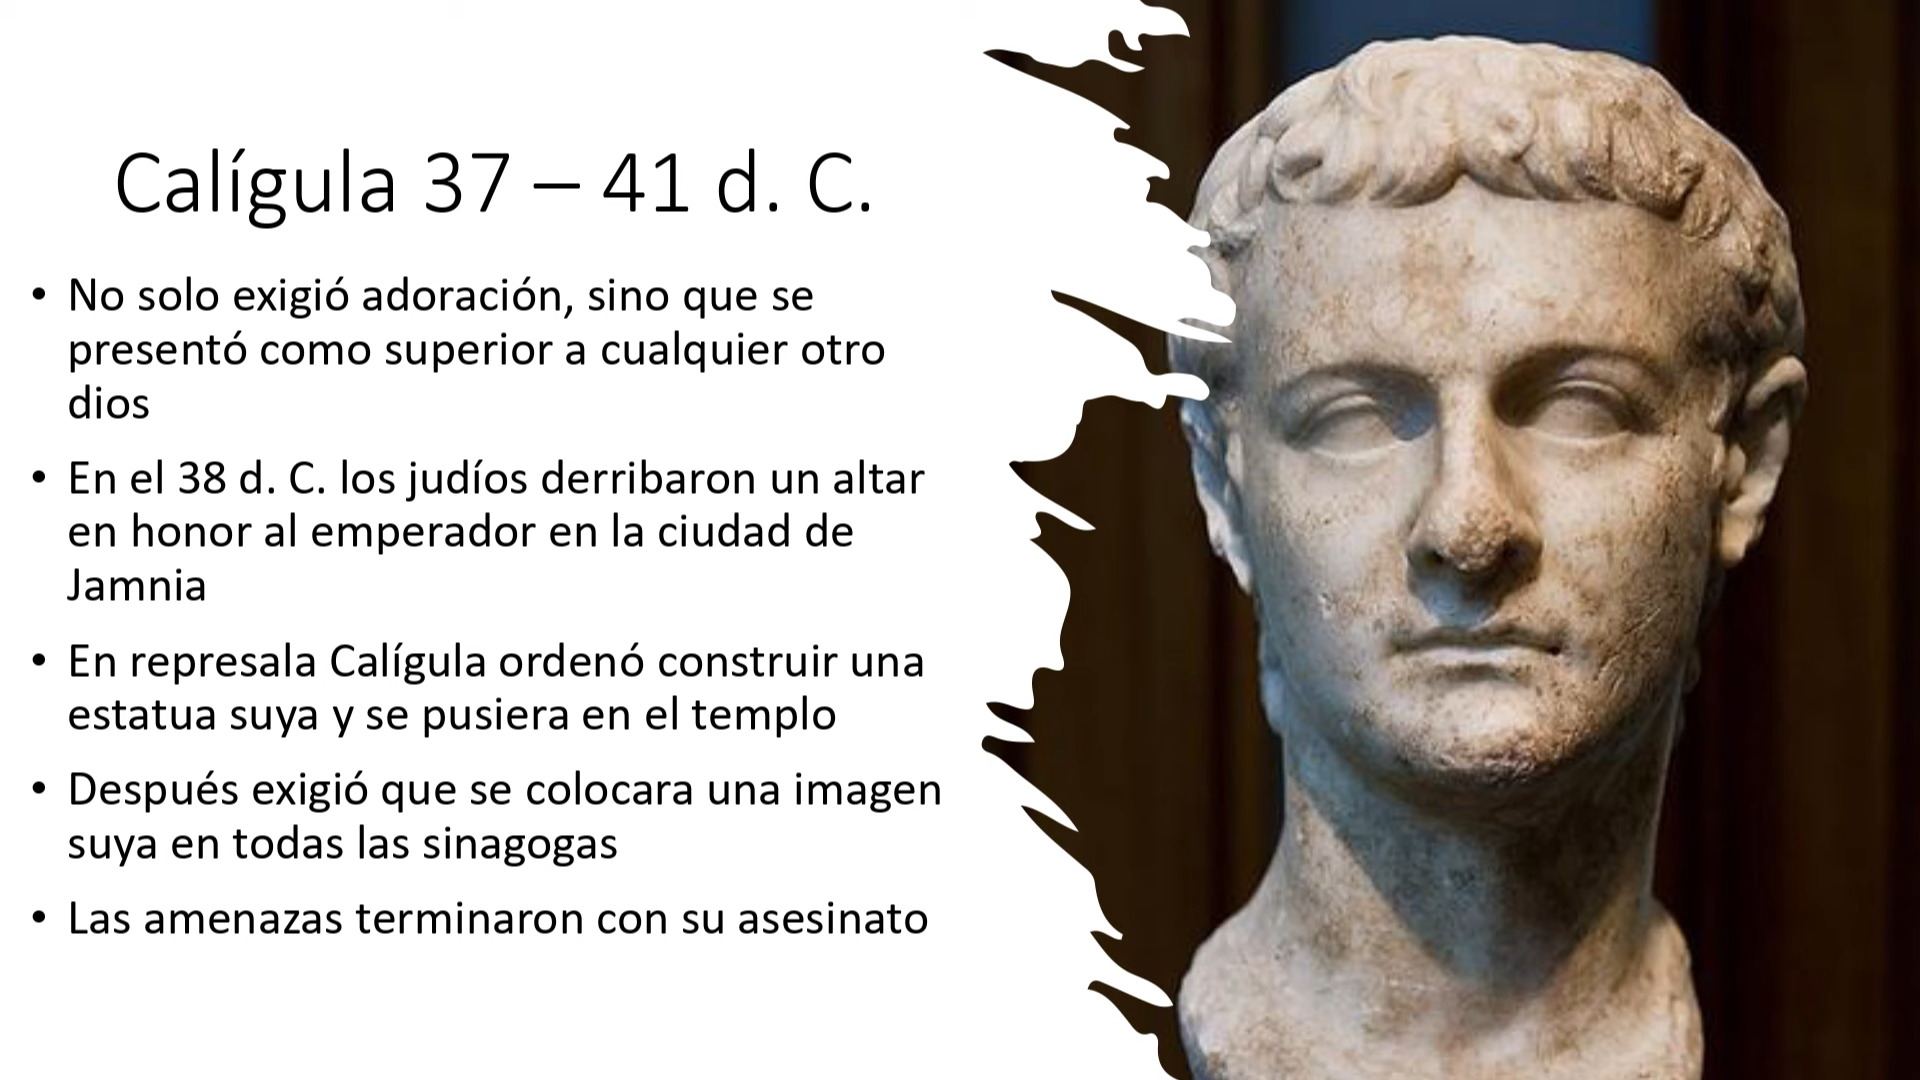 Calígula 37 – 41 d. C.
• No solo exigió adoración, sino que se
presentó como superior a cualquier otro
dios
• En el 38 d. C. los judíos derribaron un altar
en honor al emperador en la ciudad de
Jamnia
• En represala Calígula ordenó construir una
estatua suya y se pusiera en el templo
• Después exigió que se colocara una imagen
suya en todas las sinagogas
• Las amenazas terminaron con su asesinato